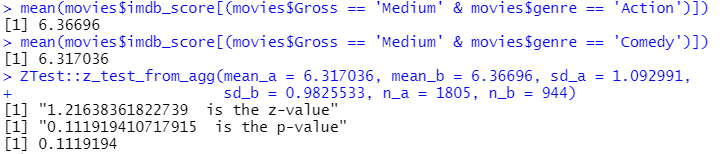 > mean(movies$imdb_score[(movies$Gross == 'Medium' & movies$genre == 'Action')])
[1] 6.36696
> mean(movies$imdb_score[(movies$Gross == 'Medium' & movies$genre == 'Comedy')])
[1] 6.317036
> ZTest::z_test_from_agg(mean_a = 6.317036, mean_b = 6.36696, sd_a = 1.092991,
+                        sd_b = 0.9825533, n_a = 1805, n_b = 944)
[1] "1.21638361822739  is the z-value"
[1] "0.111919410717915  is the p-value"
[1] 0.1119194